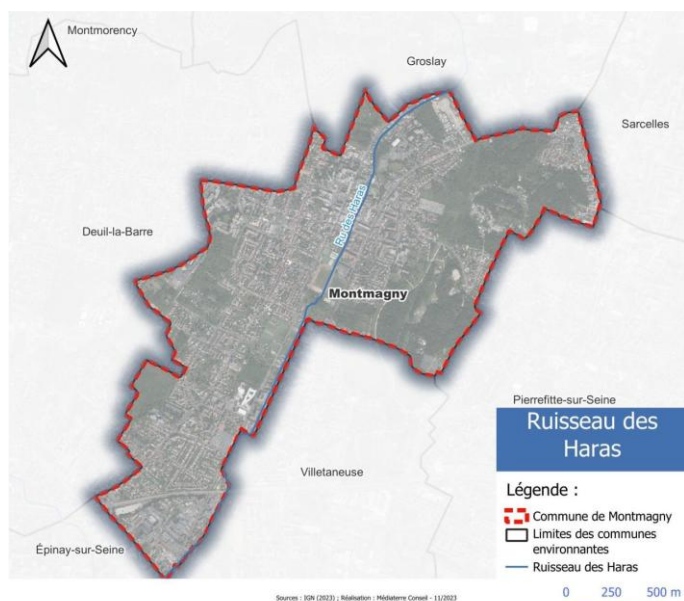 Montmorency
Groslay
Sarcelles
Ru des Haras
Deuil-la-Barre
Montmagny
Pierrefitte-sur-Seine
Ruisseau des
Haras
Villetaneuse
Légende :
Commune de Montmagny
Limites des communes
environnantes
Ruisseau des Haras
Épinay-sur-Seine
0 250 500 m
Sources : IGN (2023) ; Réalisation : Médiaterre Conseil - 11/2023